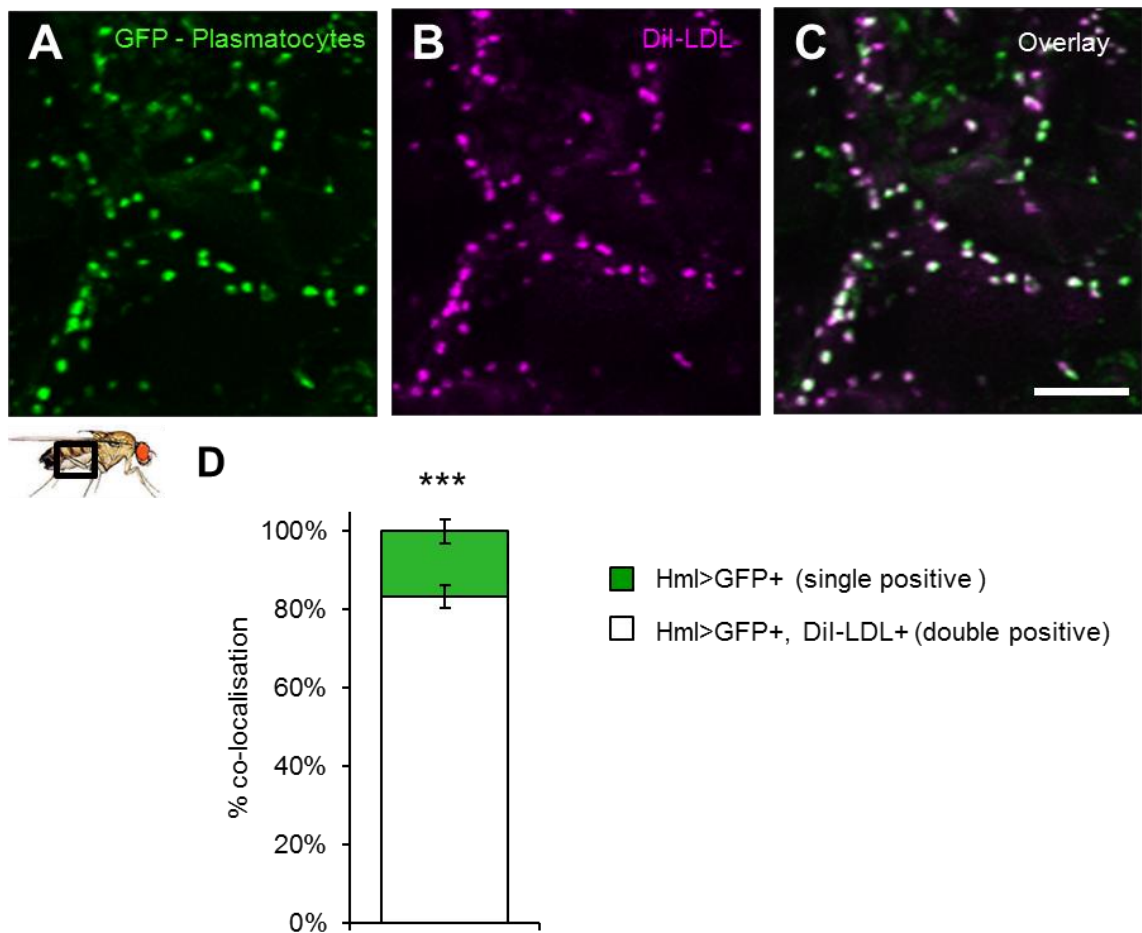 A
GFP - Plasmatocytes
B
DiI-LDL
C
Overlay
D
***
100%
80%
60%
40%
20%
0%
% co-localisation
Hml>GFP+ (single positive )
Hml>GFP+, DiI-LDL+ (double positive)